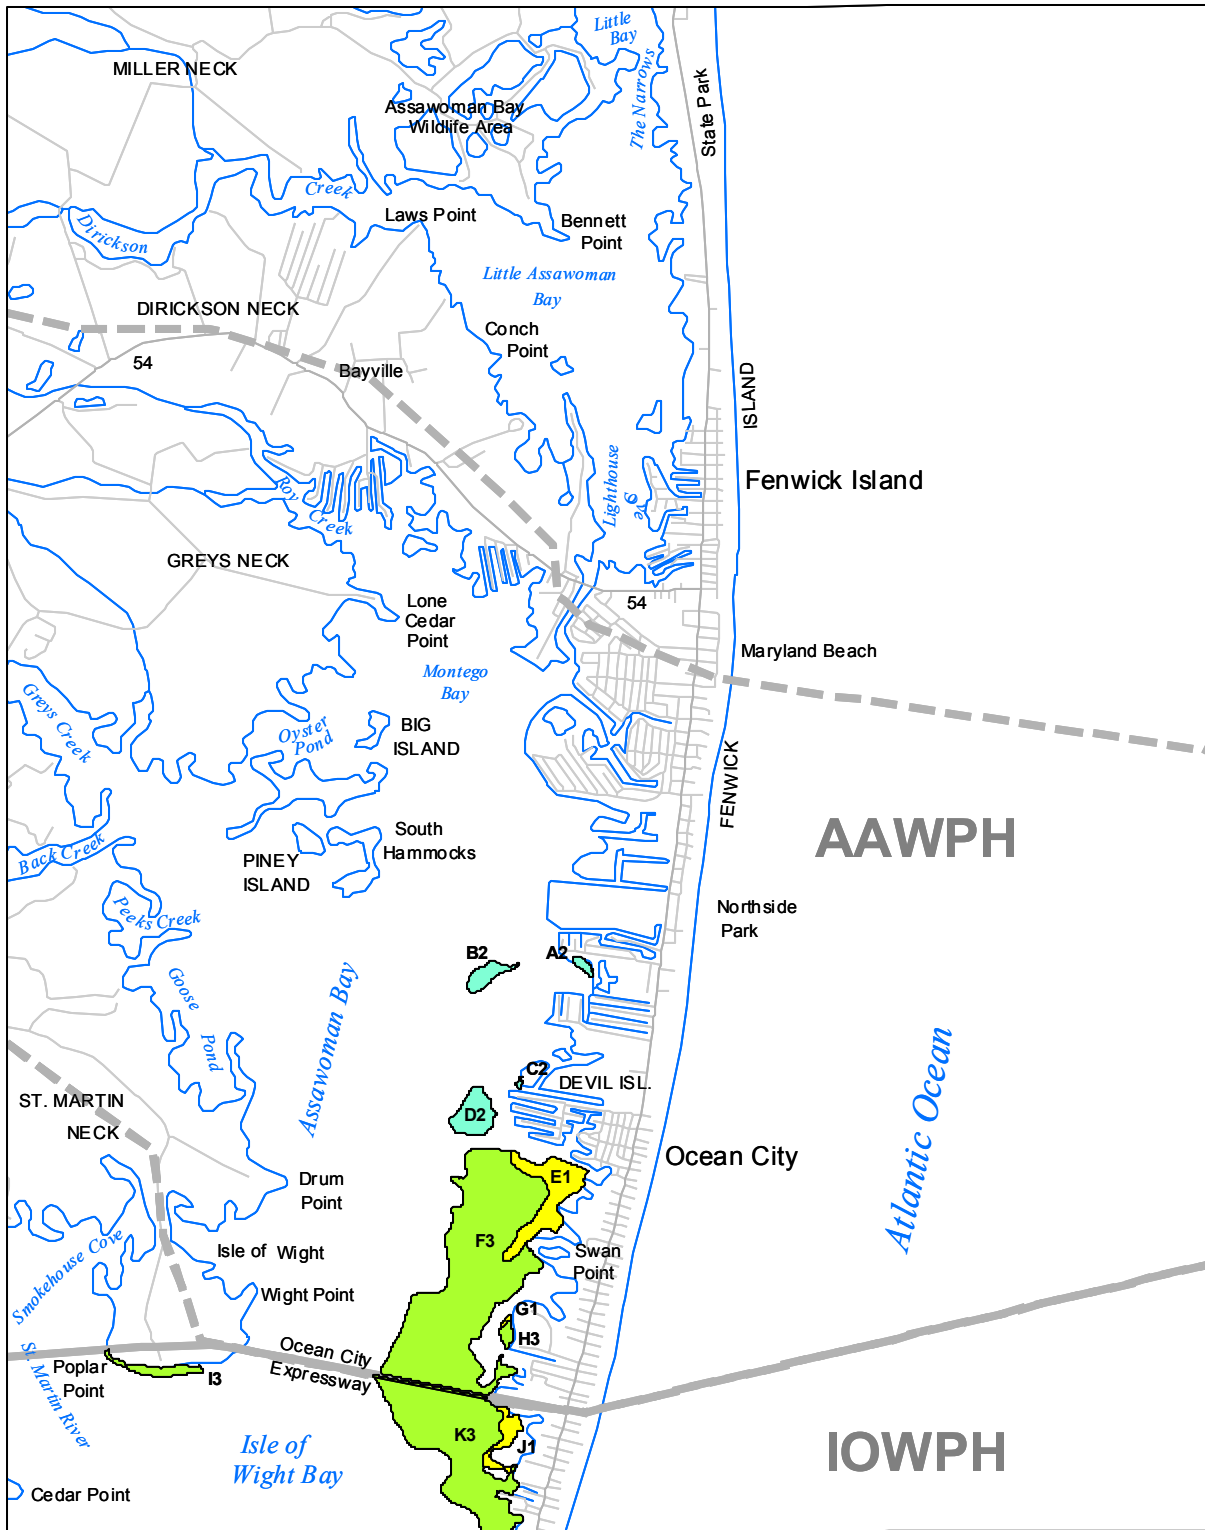 Little
Bay
MILLER NECK
The Narrows
State Park
Assawoman Bay
Wildlife Area
Creek
Laws Point
Bennett
Point
Dirickson
Little Assawoman
Bay
DIRICKSON NECK
Conch
Point
54
Bayville
ISLAND
Lighthouse
Cove
Fenwick Island
Roy
Creek
GREYS NECK
Lone
Cedar
Point
54
Maryland Beach
Montego
Bay
Greys Creek
Oyster
Pond
BIG
ISLAND
FENWICK
AAWPH
South
Hammocks
Back Creek
PINEY
ISLAND
Peeks Creek
Northside
Park
B2
A2
Goose
Pond
Assawoman Bay
C2
DEVIL ISL.
ST. MARTIN
NECK
D2
Atlantic Ocean
Ocean City
Drum
Point
E1
F3
Smokehouse Cove
Isle of Wight
Swan
Point
Wight Point
G1
H3
Ocean City
Expressway
Poplar
Point
I3
St. Martin River
K3
J1
Isle of
Wight Bay
IOWPH
Cedar Point